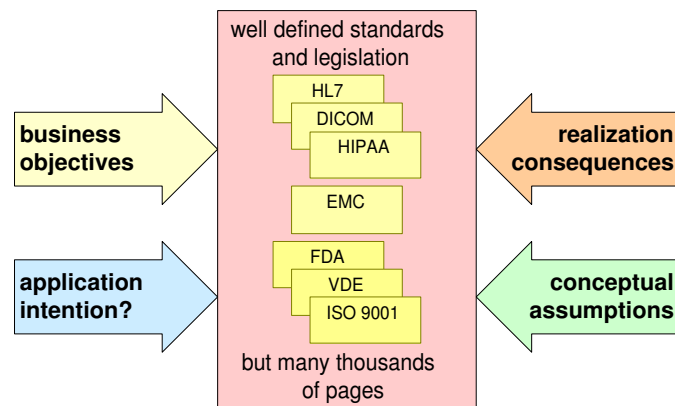 well defined standards
and legislation
HL7
DICOM
HIPAA
EMC
FDA
VDE
ISO 9001
but many thousands
of pages
business
objectives
application
intention?
realization
consequences
conceptual
assumptions